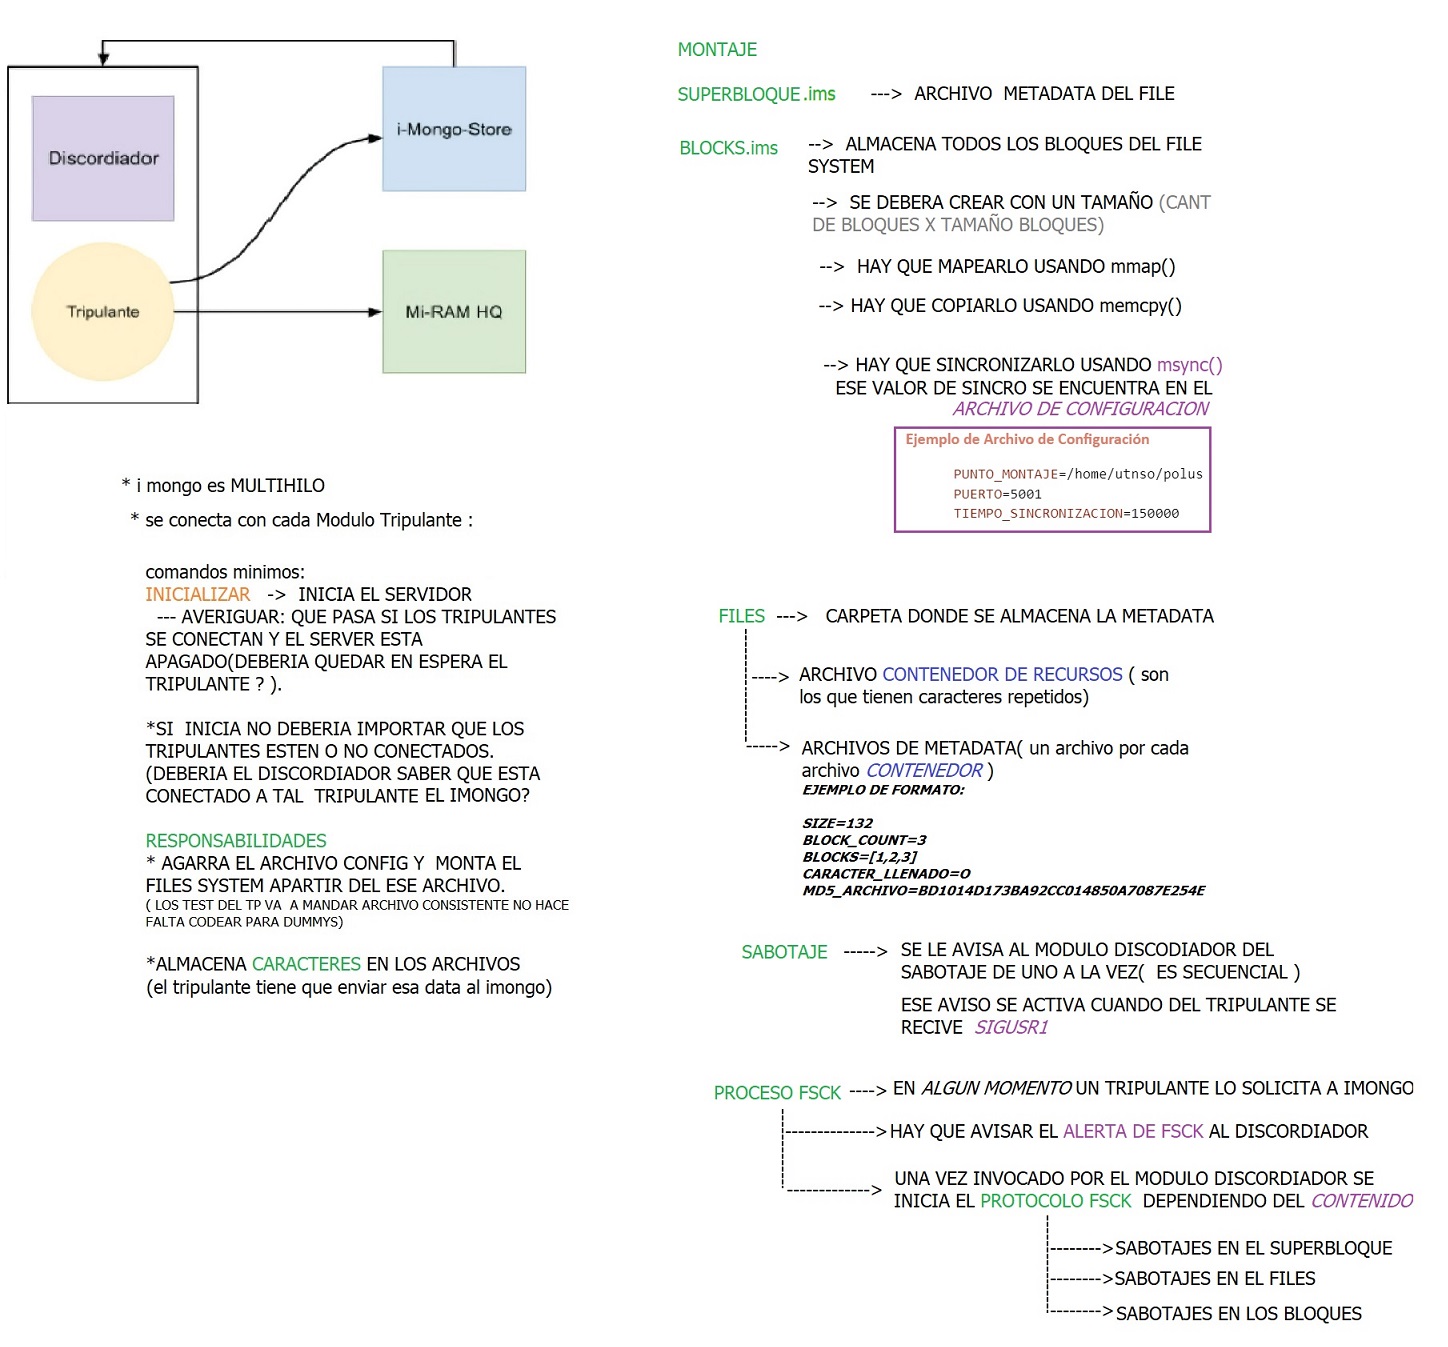 Discordiador
i-Mongo-Store
Tripulante
Mi-RAM HQ
* i mongo es MULTIHILO
* se conecta con cada Modulo Tripulante :
comandos minimos:
INICIALIZAR -> INICIA EL SERVIDOR
--- AVERIGUAR: QUE PASA SI LOS TRIPULANTES
SE CONECTAN Y EL SERVER ESTA
APAGADO(DEBERIA QUEDAR EN ESPERA EL
TRIPULANTE ? ).
*SI INICIA NO DEBERIA IMPORTAR QUE LOS
TRIPULANTES ESTEN O NO CONECTADOS.
(DEBERIA EL DISCORDIADOR SABER QUE ESTA
CONECTADO A TAL TRIPULANTE EL IMONGO?
RESPONSABILIDADES
* AGARRA EL ARCHIVO CONFIG Y MONTA EL
FILES SYSTEM APARTIR DEL ESE ARCHIVO.
( LOS TEST DEL TP VA A MANDAR ARCHIVO CONSISTENTE NO HACE
FALTA CODEAR PARA DUMMYS)
*ALMACENA CARACTERES EN LOS ARCHIVOS
(el tripulante tiene que enviar esa data al imongo)
MONTAJE
SUPERBLOQUE.ims ---> ARCHIVO METADATA DEL FILE
BLOCKS.ims --> ALMACENA TODOS LOS BLOQUES DEL FILE
SYSTEM
--> SE DEBERA CREAR CON UN TAMAÑO (CANT
DE BLOQUES X TAMAÑO BLOQUES)
--> HAY QUE MAPEARLO USANDO mmap()
--> HAY QUE COPIARLO USANDO memcpy()
--> HAY QUE SINCRONIZARLO USANDO msync()
ESE VALOR DE SINCRO SE ENCUENTRA EN EL
ARCHIVO DE CONFIGURACION
Ejemplo de Archivo de Configuración
PUNTO_MONTAJE=/home/utnso/polus
PUERTO=5001
TIEMPO_SINCRONIZACION=150000
FILES ---> CARPETA DONDE SE ALMACENA LA METADATA
----> ARCHIVO CONTENEDOR DE RECURSOS ( son
los que tienen caracteres repetidos)
-----> ARCHIVOS DE METADATA( un archivo por cada
archivo CONTENEDOR )
EJEMPLO DE FORMATO:
SIZE=132
BLOCK_COUNT=3
BLOCKS=[1,2,3]
CARACTER_LLENADO=O
MD5_ARCHIVO=BD1014D173BA92CC014850A7087E254E
SABOTAJE -----> SE LE AVISA AL MODULO DISCODIADOR DEL
SABOTAJE DE UNO A LA VEZ( ES SECUENCIAL )
ESE AVISO SE ACTIVA CUANDO DEL TRIPULANTE SE
RECIVE SIGUSR1
PROCESO FSCK ----> EN ALGUN MOMENTO UN TRIPULANTE LO SOLICITA A IMONGO
-------------->HAY QUE AVISAR EL ALERTA DE FSCK AL DISCORDIADOR
-------------> UNA VEZ INVOCADO POR EL MODULO DISCORDIADOR SE
INICIA EL PROTOCOLO FSCK DEPENDIENDO DEL CONTENIDO
-------->SABOTAJES EN EL SUPERBLOQUE
-------->SABOTAJES EN EL FILES
-------->SABOTAJES EN LOS BLOQUES